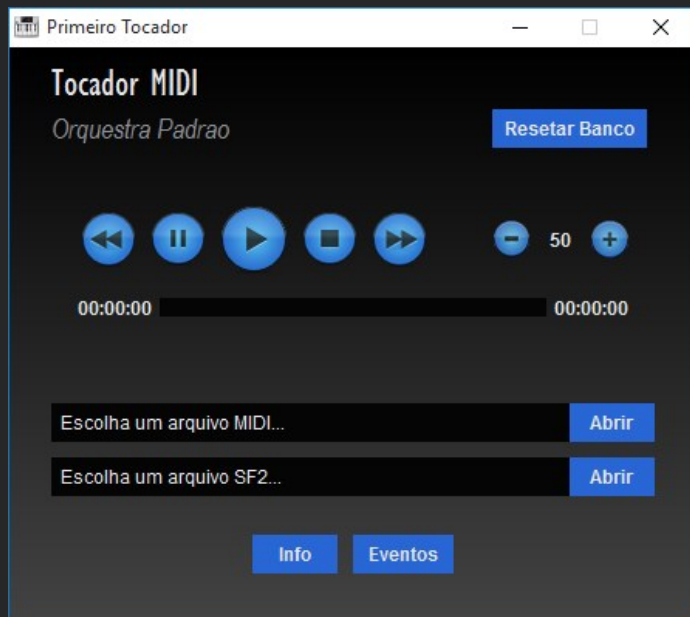 Primeiro Tocador
Tocador MIDI
Orquestra Padrao
Resetar Banco
50
00:00:00 00:00:00
Escolha um arquivo MIDI... Abrir
Escolha um arquivo SF2... Abrir
Info Eventos